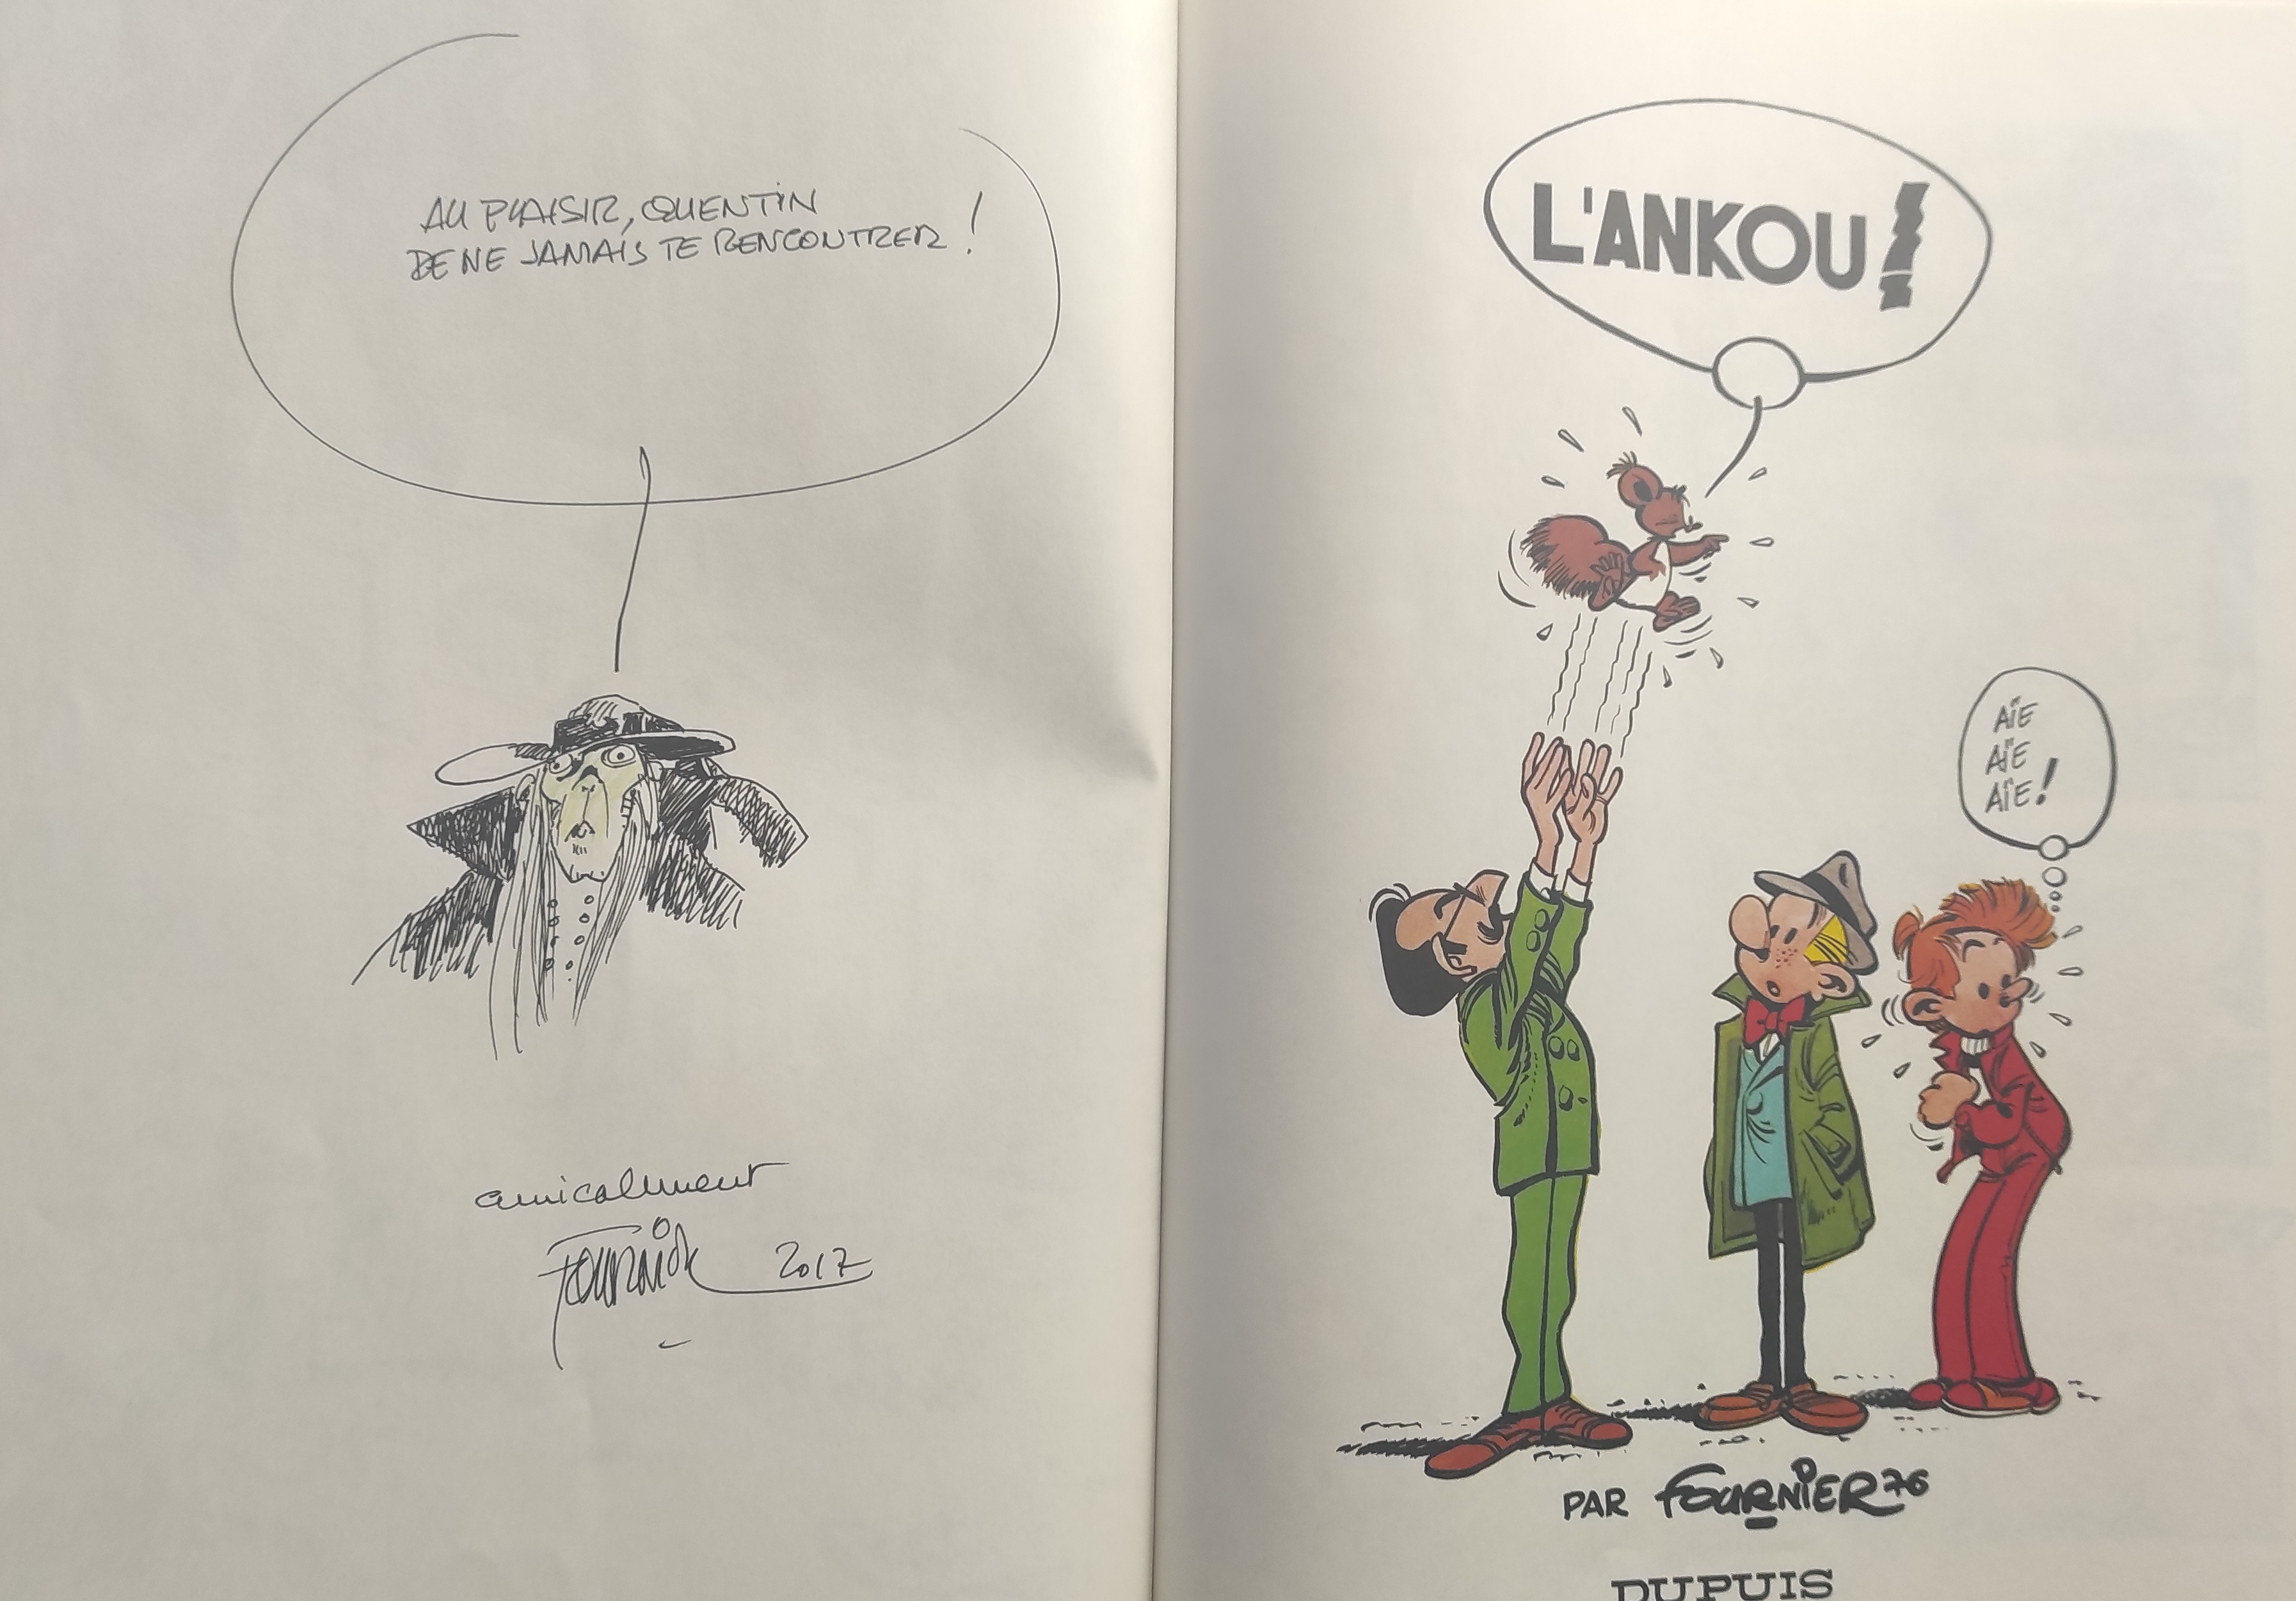 AU PLAISIR, QUENTIN
DE NE JAMAIS TE RENCONTRER !
amicalement
Fournier 2017
L'ANKOU !
AÏE
AÏE
AÏE !
PAR FOURNIER 76
DUPUIS